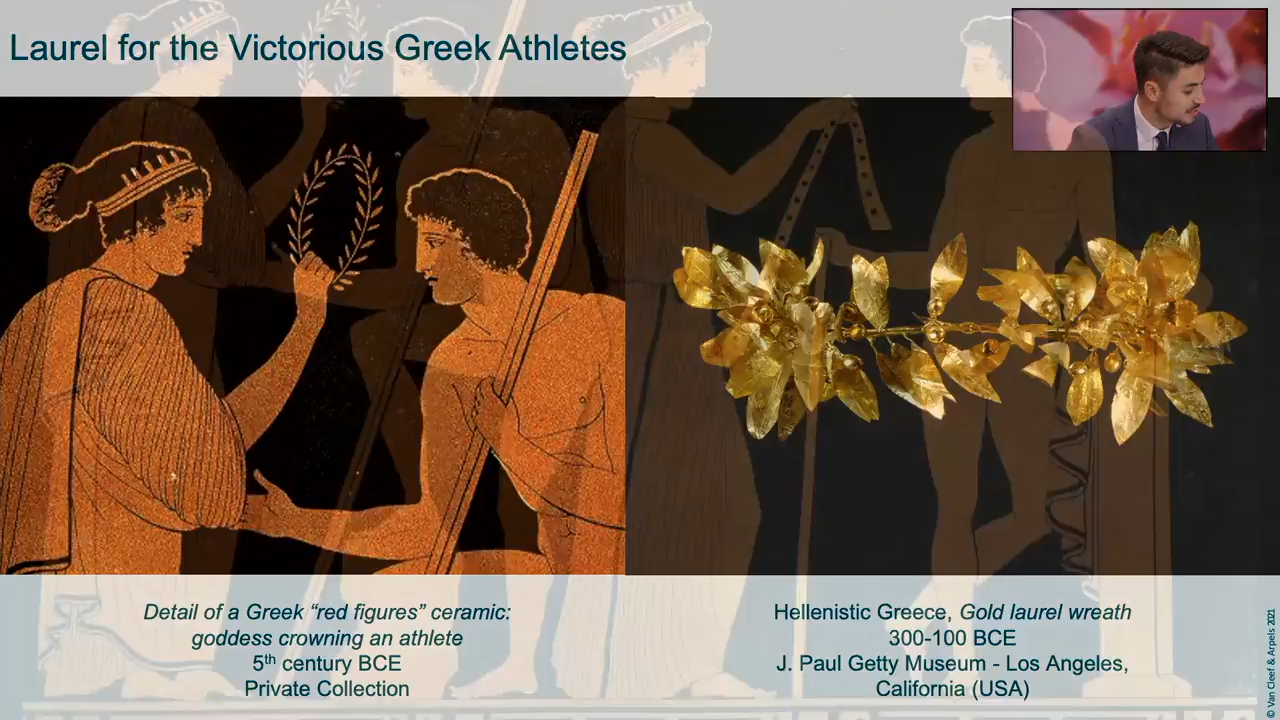 Laurel for the Victorious Greek Athletes
Detail of a Greek “red figures” ceramic:
goddess crowning an athlete
5th century BCE
Private Collection
Hellenistic Greece, Gold laurel wreath
300-100 BCE
J. Paul Getty Museum - Los Angeles,
California (USA)
© Van Cleef & Arpels 2021